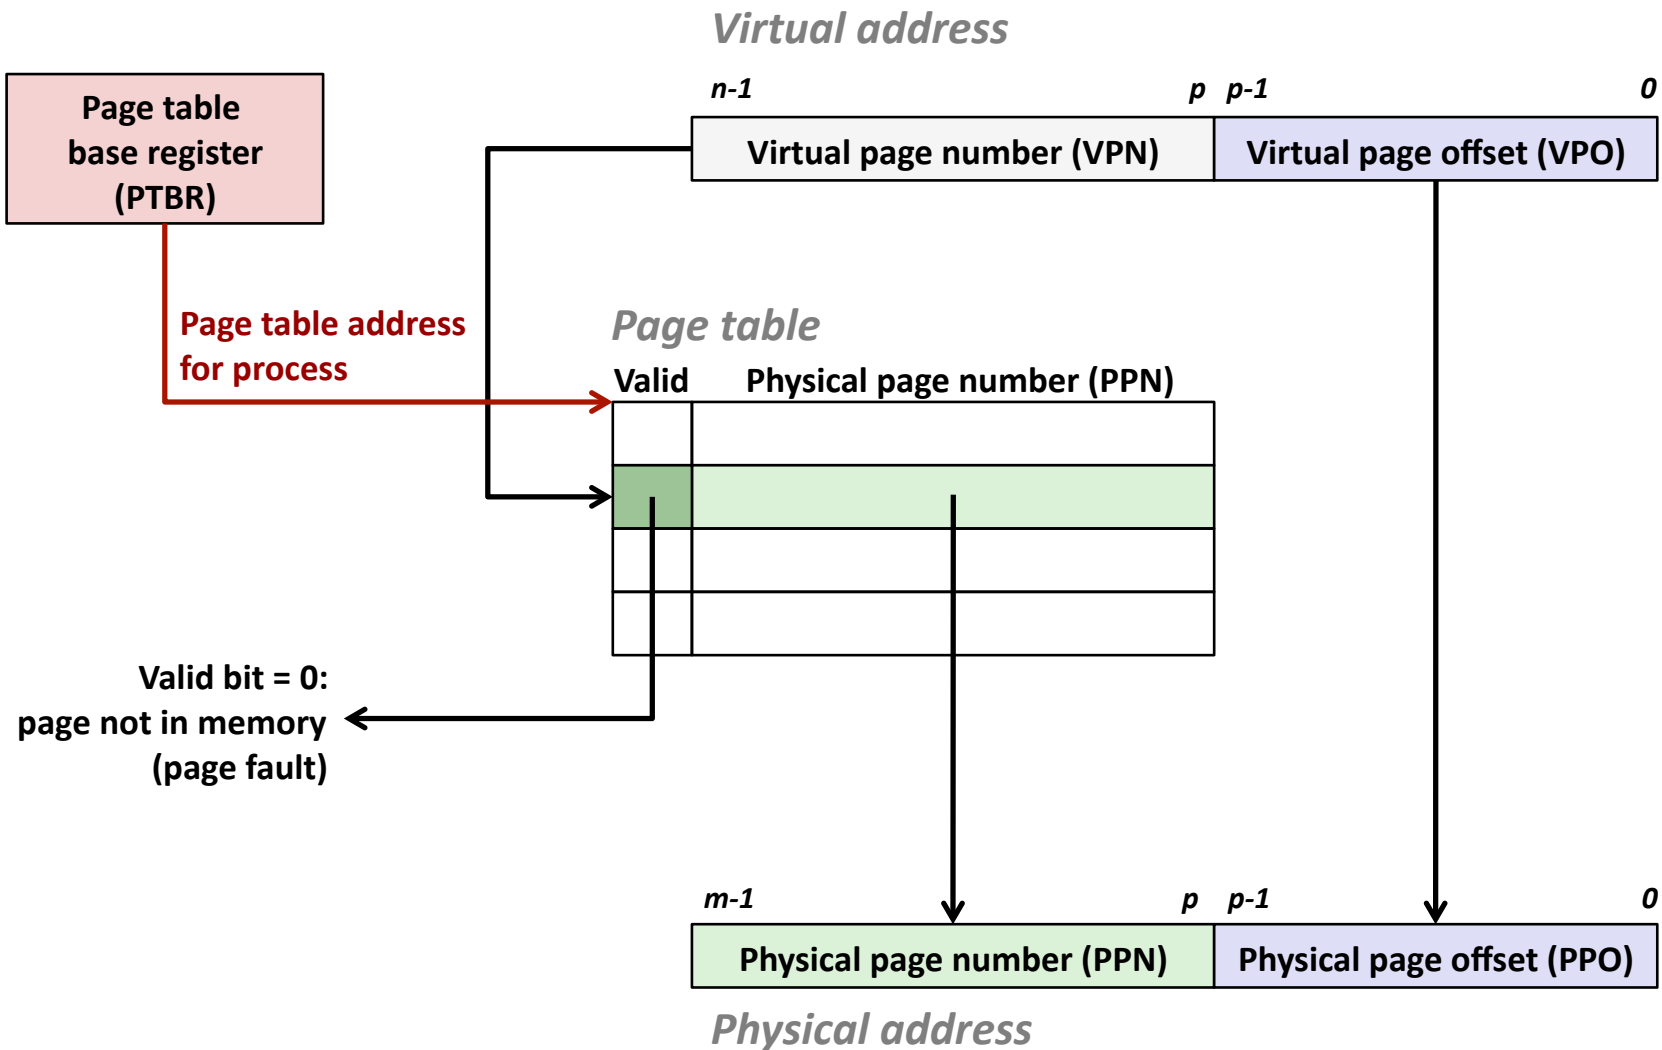 Virtual address
n-1 p p-1 0
Page table
base register
(PTBR)
Virtual page number (VPN) Virtual page offset (VPO)
Page table address
for process
Page table
Valid Physical page number (PPN)
Valid bit = 0:
page not in memory
(page fault)
m-1 p p-1 0
Physical page number (PPN) Physical page offset (PPO)
Physical address